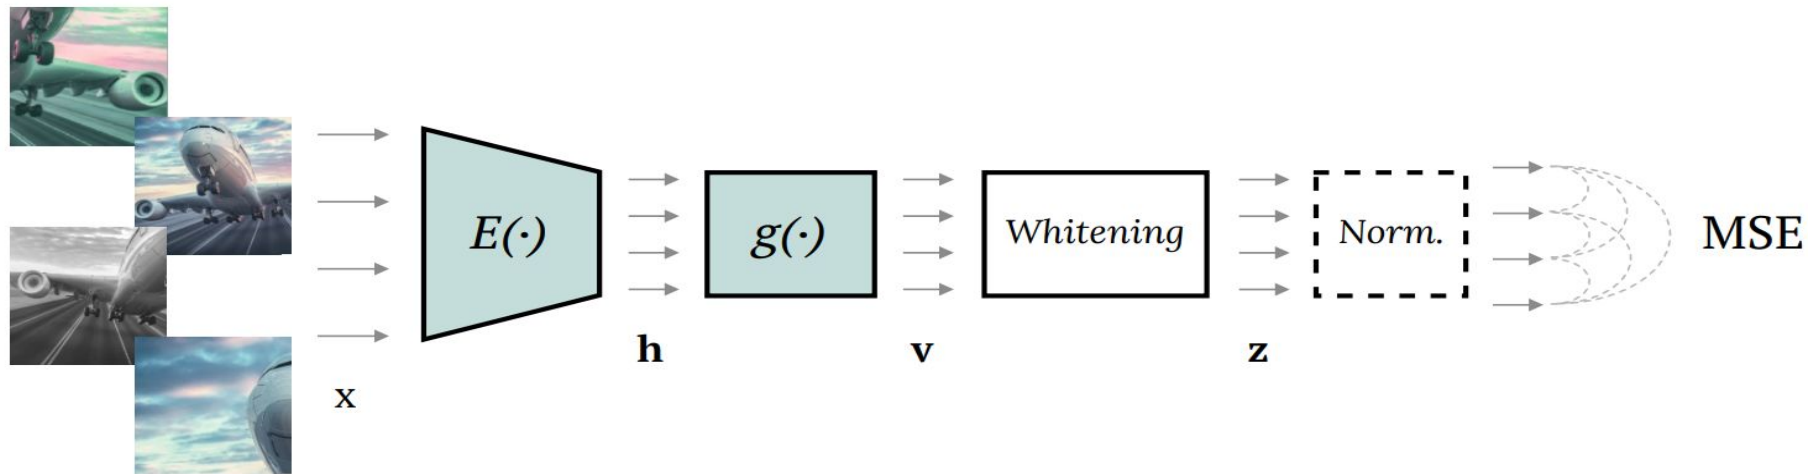 E(·)
g(·)
Whitening
Norm.
MSE
h
v
z
x